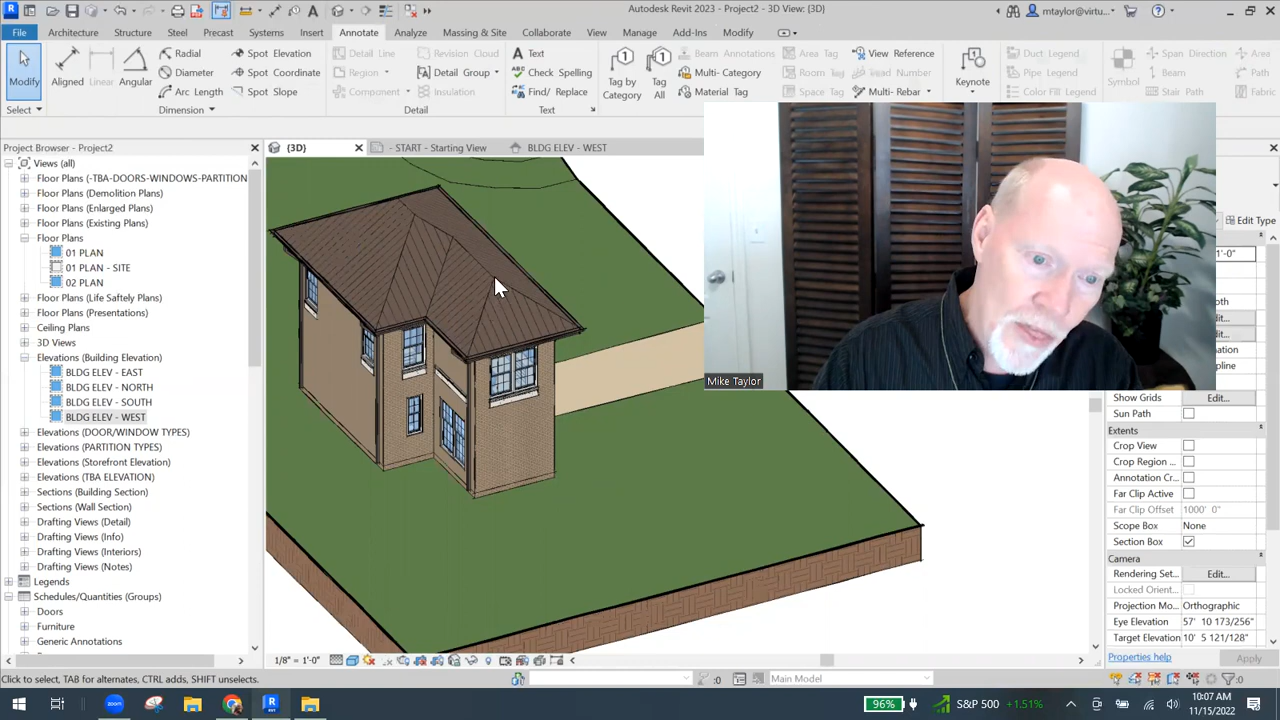 Autodesk Revit 2023 - Project2 - 3D View: {3D}
mtaylor@virtu...
File
Architecture
Structure
Steel
Precast
Systems
Insert
Annotate
Analyze
Massing & Site
Collaborate
View
Manage
Add-Ins
Modify
Modify
Select
Aligned
Linear
Angular
Radial
Diameter
Arc Length
Spot Elevation
Spot Coordinate
Spot Slope
Dimension
Detail Line
Region
Component
Revision Cloud
Detail Group
Insulation
Detail
Text
Check Spelling
Find/ Replace
Text
Tag by Category
Tag All
Beam Annotations
Multi- Category
Material Tag
Area Tag
Room Tag
Space Tag
View Reference
Tread Number
Multi- Rebar
Keynote
Duct Legend
Pipe Legend
Color Fill Legend
Symbol
Span Direction
Beam
Stair Path
Area
Path
Fabric
Project Browser - Project2
{3D}
- START - Starting View
BLDG ELEV - WEST
Views (all)
Floor Plans (-TBA-DOORS-WINDOWS-PARTITION
Floor Plans (Demolition Plans)
Floor Plans (Enlarged Plans)
Floor Plans (Existing Plans)
Floor Plans
01 PLAN
01 PLAN - SITE
02 PLAN
Floor Plans (Life Saftely Plans)
Floor Plans (Presentations)
Ceiling Plans
3D Views
Elevations (Building Elevation)
BLDG ELEV - EAST
BLDG ELEV - NORTH
BLDG ELEV - SOUTH
BLDG ELEV - WEST
Elevations (DOOR/WINDOW TYPES)
Elevations (PARTITION TYPES)
Elevations (Storefront Elevation)
Elevations (TBA ELEVATION)
Sections (Building Section)
Sections (Wall Section)
Drafting Views (Detail)
Drafting Views (Info)
Drafting Views (Interiors)
Drafting Views (Notes)
Legends
Schedules/Quantities (Groups)
Doors
Furniture
Generic Annotations
Mike Taylor
Edit Type
Show Grids Edit...
Sun Path
Extents
Crop View
Crop Region ...
Annotation Cr...
Far Clip Active
Far Clip Offset 1000' 0"
Scope Box None
Section Box
Camera
Rendering Set... Edit...
Locked Orient...
Projection Mo... Orthographic
Eye Elevation 57' 10 173/256"
Target Elevation 10' 5 121/128"
Properties help
Apply
1/8" = 1'-0"
Click to select, TAB for alternates, CTRL adds, SHIFT unselects.
:0
Main Model
:0
96%
S&P 500 +1.51%
10:07 AM
11/15/2022